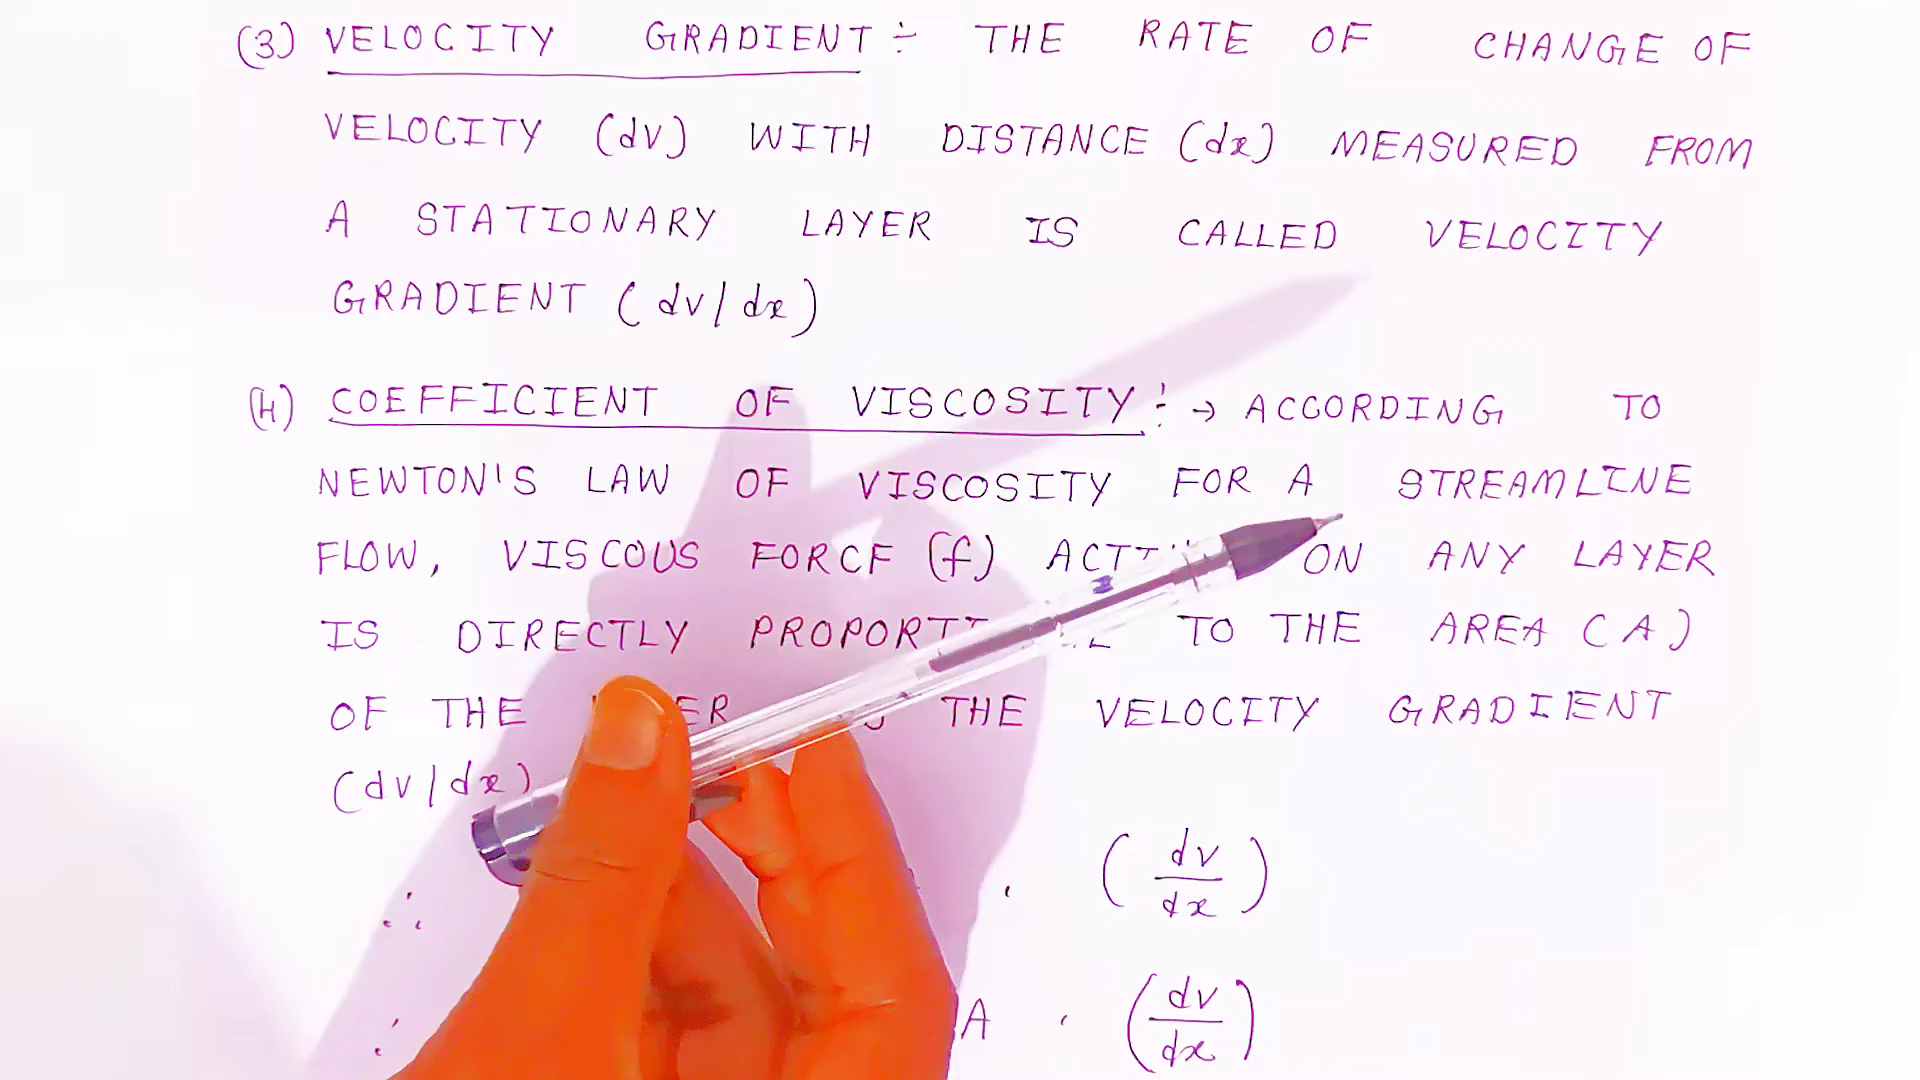 (3) VELOCITY GRADIENT ÷ THE RATE OF CHANGE OF
VELOCITY (dv) WITH DISTANCE (dx) MEASURED FROM
A STATIONARY LAYER IS CALLED VELOCITY
GRADIENT (dv/dx)
(4) COEFFICIENT OF VISCOSITY ÷ → ACCORDING TO
NEWTON'S LAW OF VISCOSITY FOR A STREAMLINE
FLOW, VISCOUS FORCE (f) ON ANY LAYER
IS DIRECTLY TO THE AREA (A)
OF THE THE VELOCITY GRADIENT
(dv/dx)
∴ . (dv/dx)
∴ A . (dv/dx)